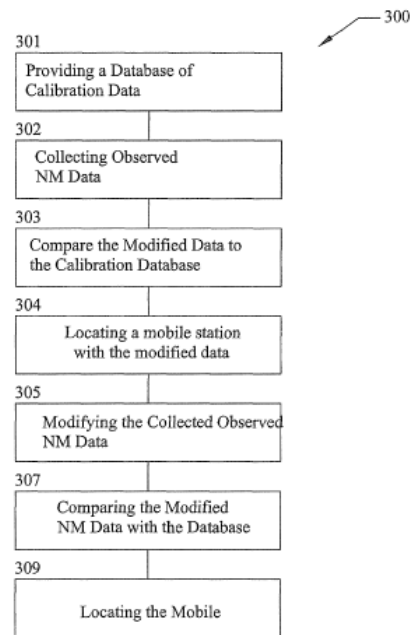 300
301
Providing a Database of
Calibration Data
302
Collecting Observed
NM Data
303
Compare the Modified Data to
the Calibration Database
304
Locating a mobile station
with the modified data
305
Modifying the Collected Observed
NM Data
307
Comparing the Modified
NM Data with the Database
309
Locating the Mobile